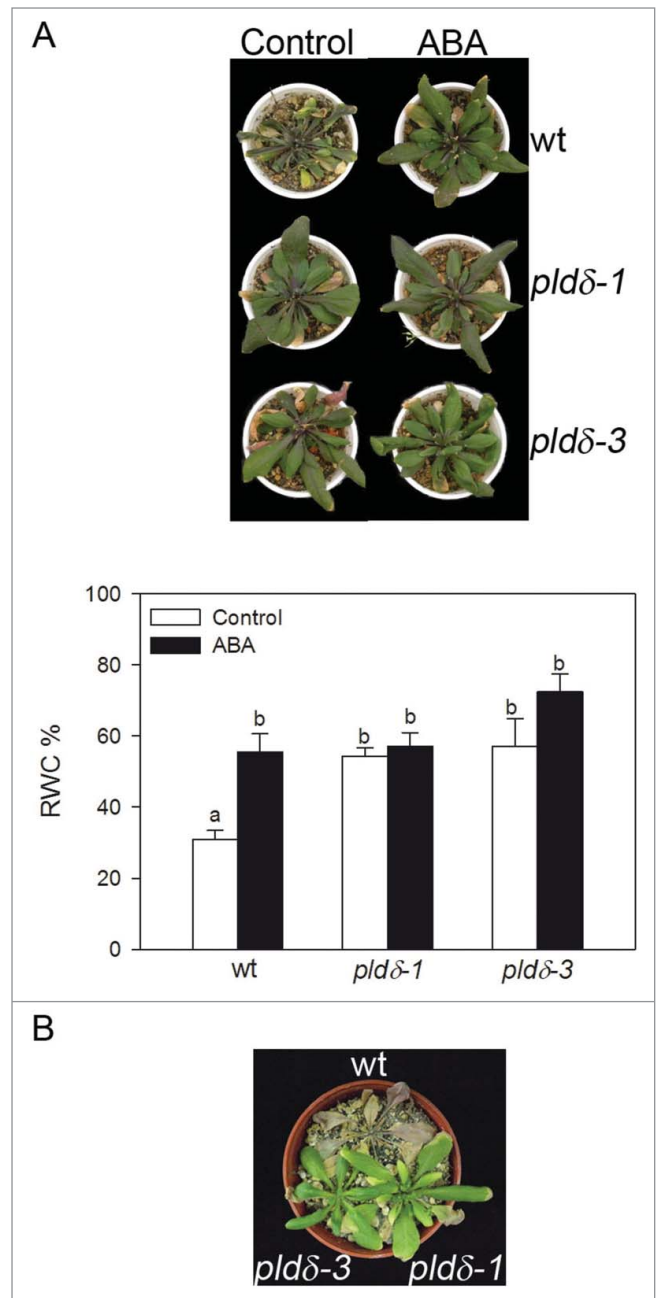 A
Control ABA
wt
pldδ-1
pldδ-3
100
80
60
40
20
0
RWC %
Control
ABA
a b b b b b
wt pldδ-1 pldδ-3
B
wt
pldδ-3 pldδ-1